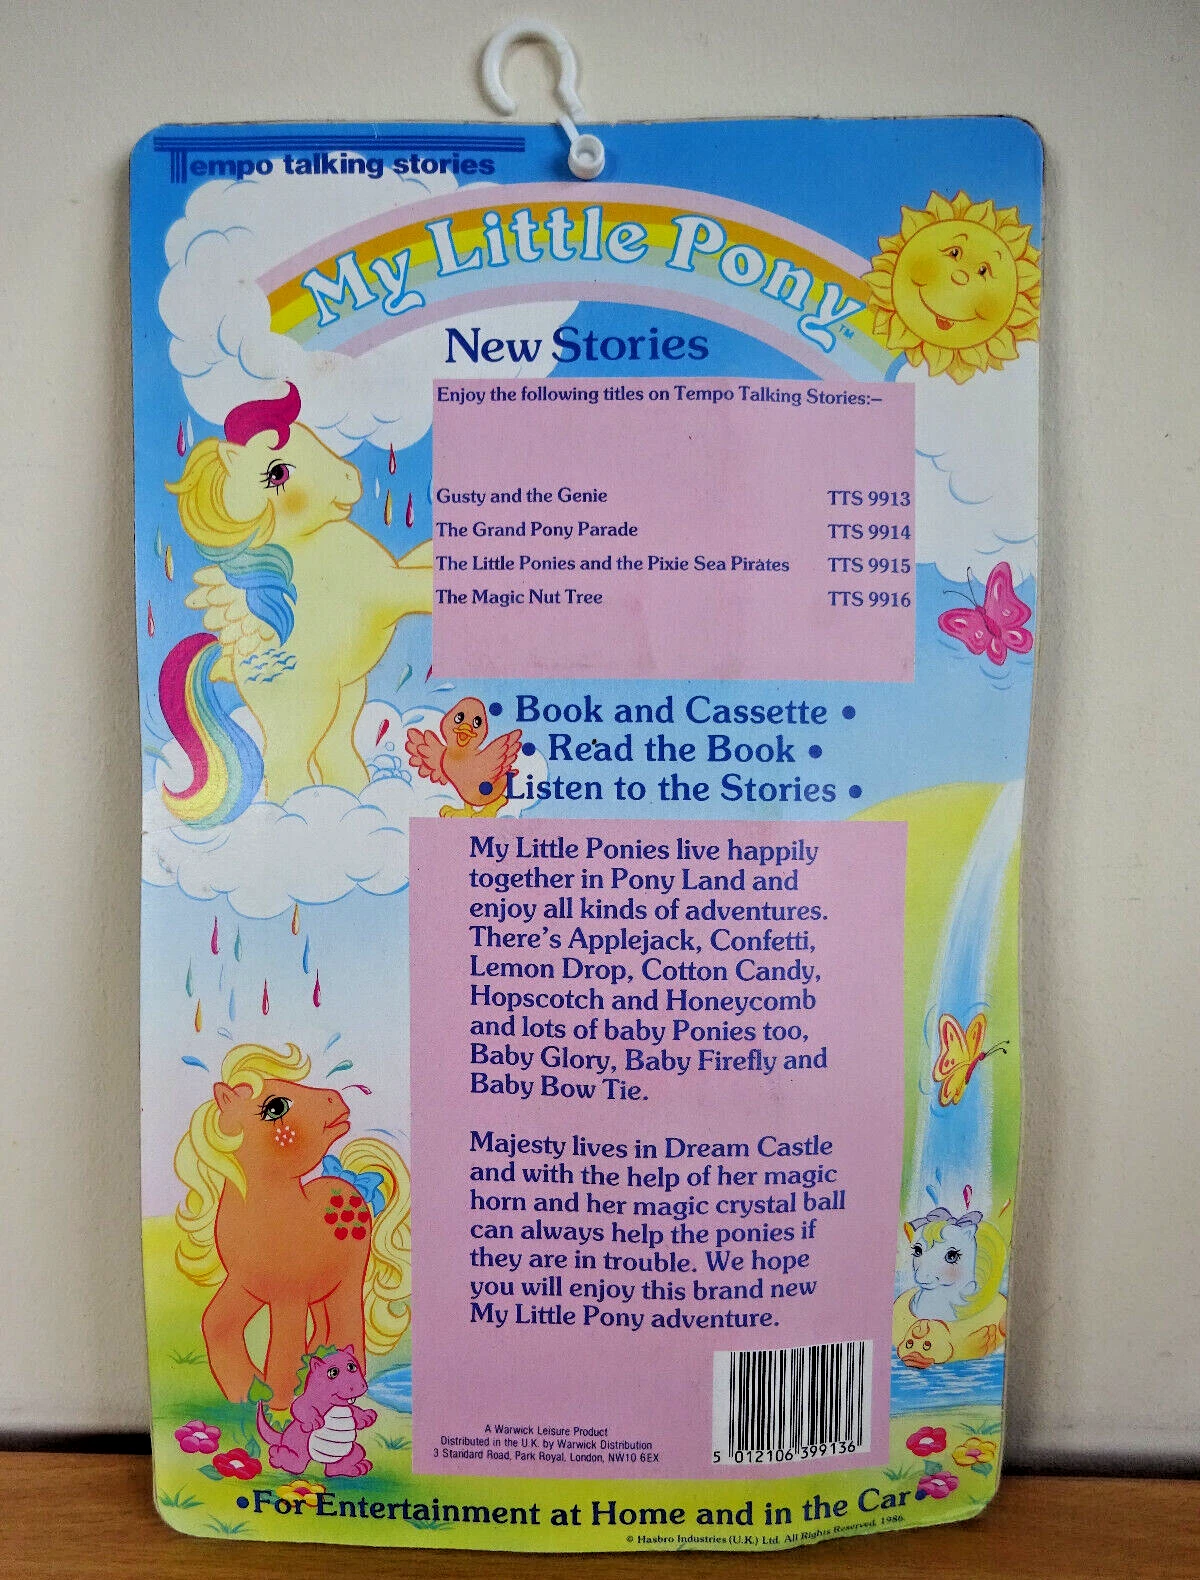 Tempo talking stories
My Little Pony™
New Stories
Enjoy the following titles on Tempo Talking Stories:–
Gusty and the Genie TTS 9913
The Grand Pony Parade TTS 9914
The Little Ponies and the Pixie Sea Pirates TTS 9915
The Magic Nut Tree TTS 9916
• Book and Cassette •
• Read the Book •
• Listen to the Stories •
My Little Ponies live happily
together in Pony Land and
enjoy all kinds of adventures.
There's Applejack, Confetti,
Lemon Drop, Cotton Candy,
Hopscotch and Honeycomb
and lots of baby Ponies too,
Baby Glory, Baby Firefly and
Baby Bow Tie.
Majesty lives in Dream Castle
and with the help of her magic
horn and her magic crystal ball
can always help the ponies if
they are in trouble. We hope
you will enjoy this brand new
My Little Pony adventure.
A Warwick Leisure Product
Distributed in the U.K. by Warwick Distribution
3 Standard Road, Park Royal, London, NW10 6EX
5 012106 399136
• For Entertainment at Home and in the Car •
© Hasbro Industries (U.K.) Ltd. All Rights Reserved. 1986.